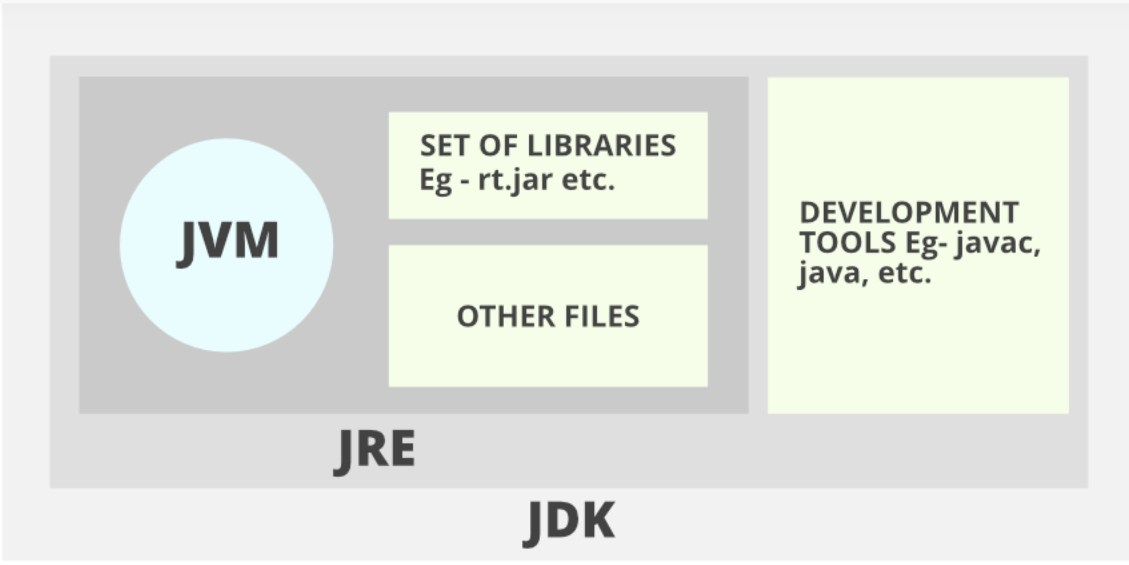 JVM
SET OF LIBRARIES
Eg - rt.jar etc.
OTHER FILES
DEVELOPMENT
TOOLS Eg- javac,
java, etc.
JRE
JDK